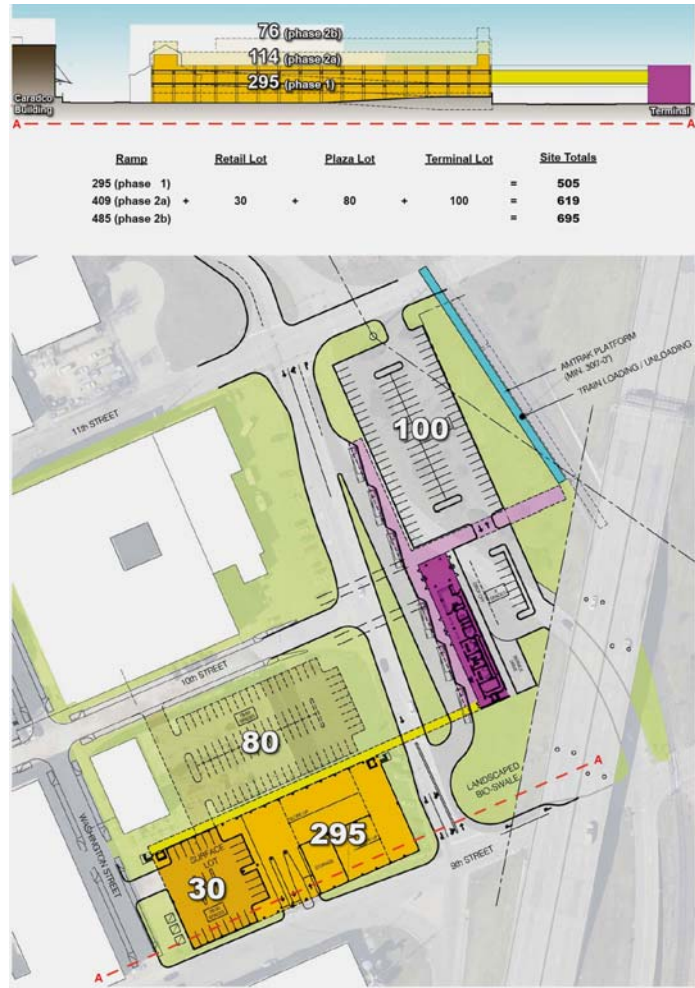 76 (phase 2b)
114 (phase 2a)
295 (phase 1)
Caradco
Building
Terminal
A A
Ramp Retail Lot Plaza Lot Terminal Lot Site Totals
295 (phase 1) = 505
409 (phase 2a) + 30 + 80 + 100 = 619
485 (phase 2b) = 695
AMTRAK PLATFORM
(MIN. 300'-0")
TRAIN LOADING / UNLOADING
11th STREET
100
10th STREET
80
LANDSCAPED
BIO-SWALE
A
WASHINGTON STREET
295
SURFACE
LOT
30
9th STREET
A